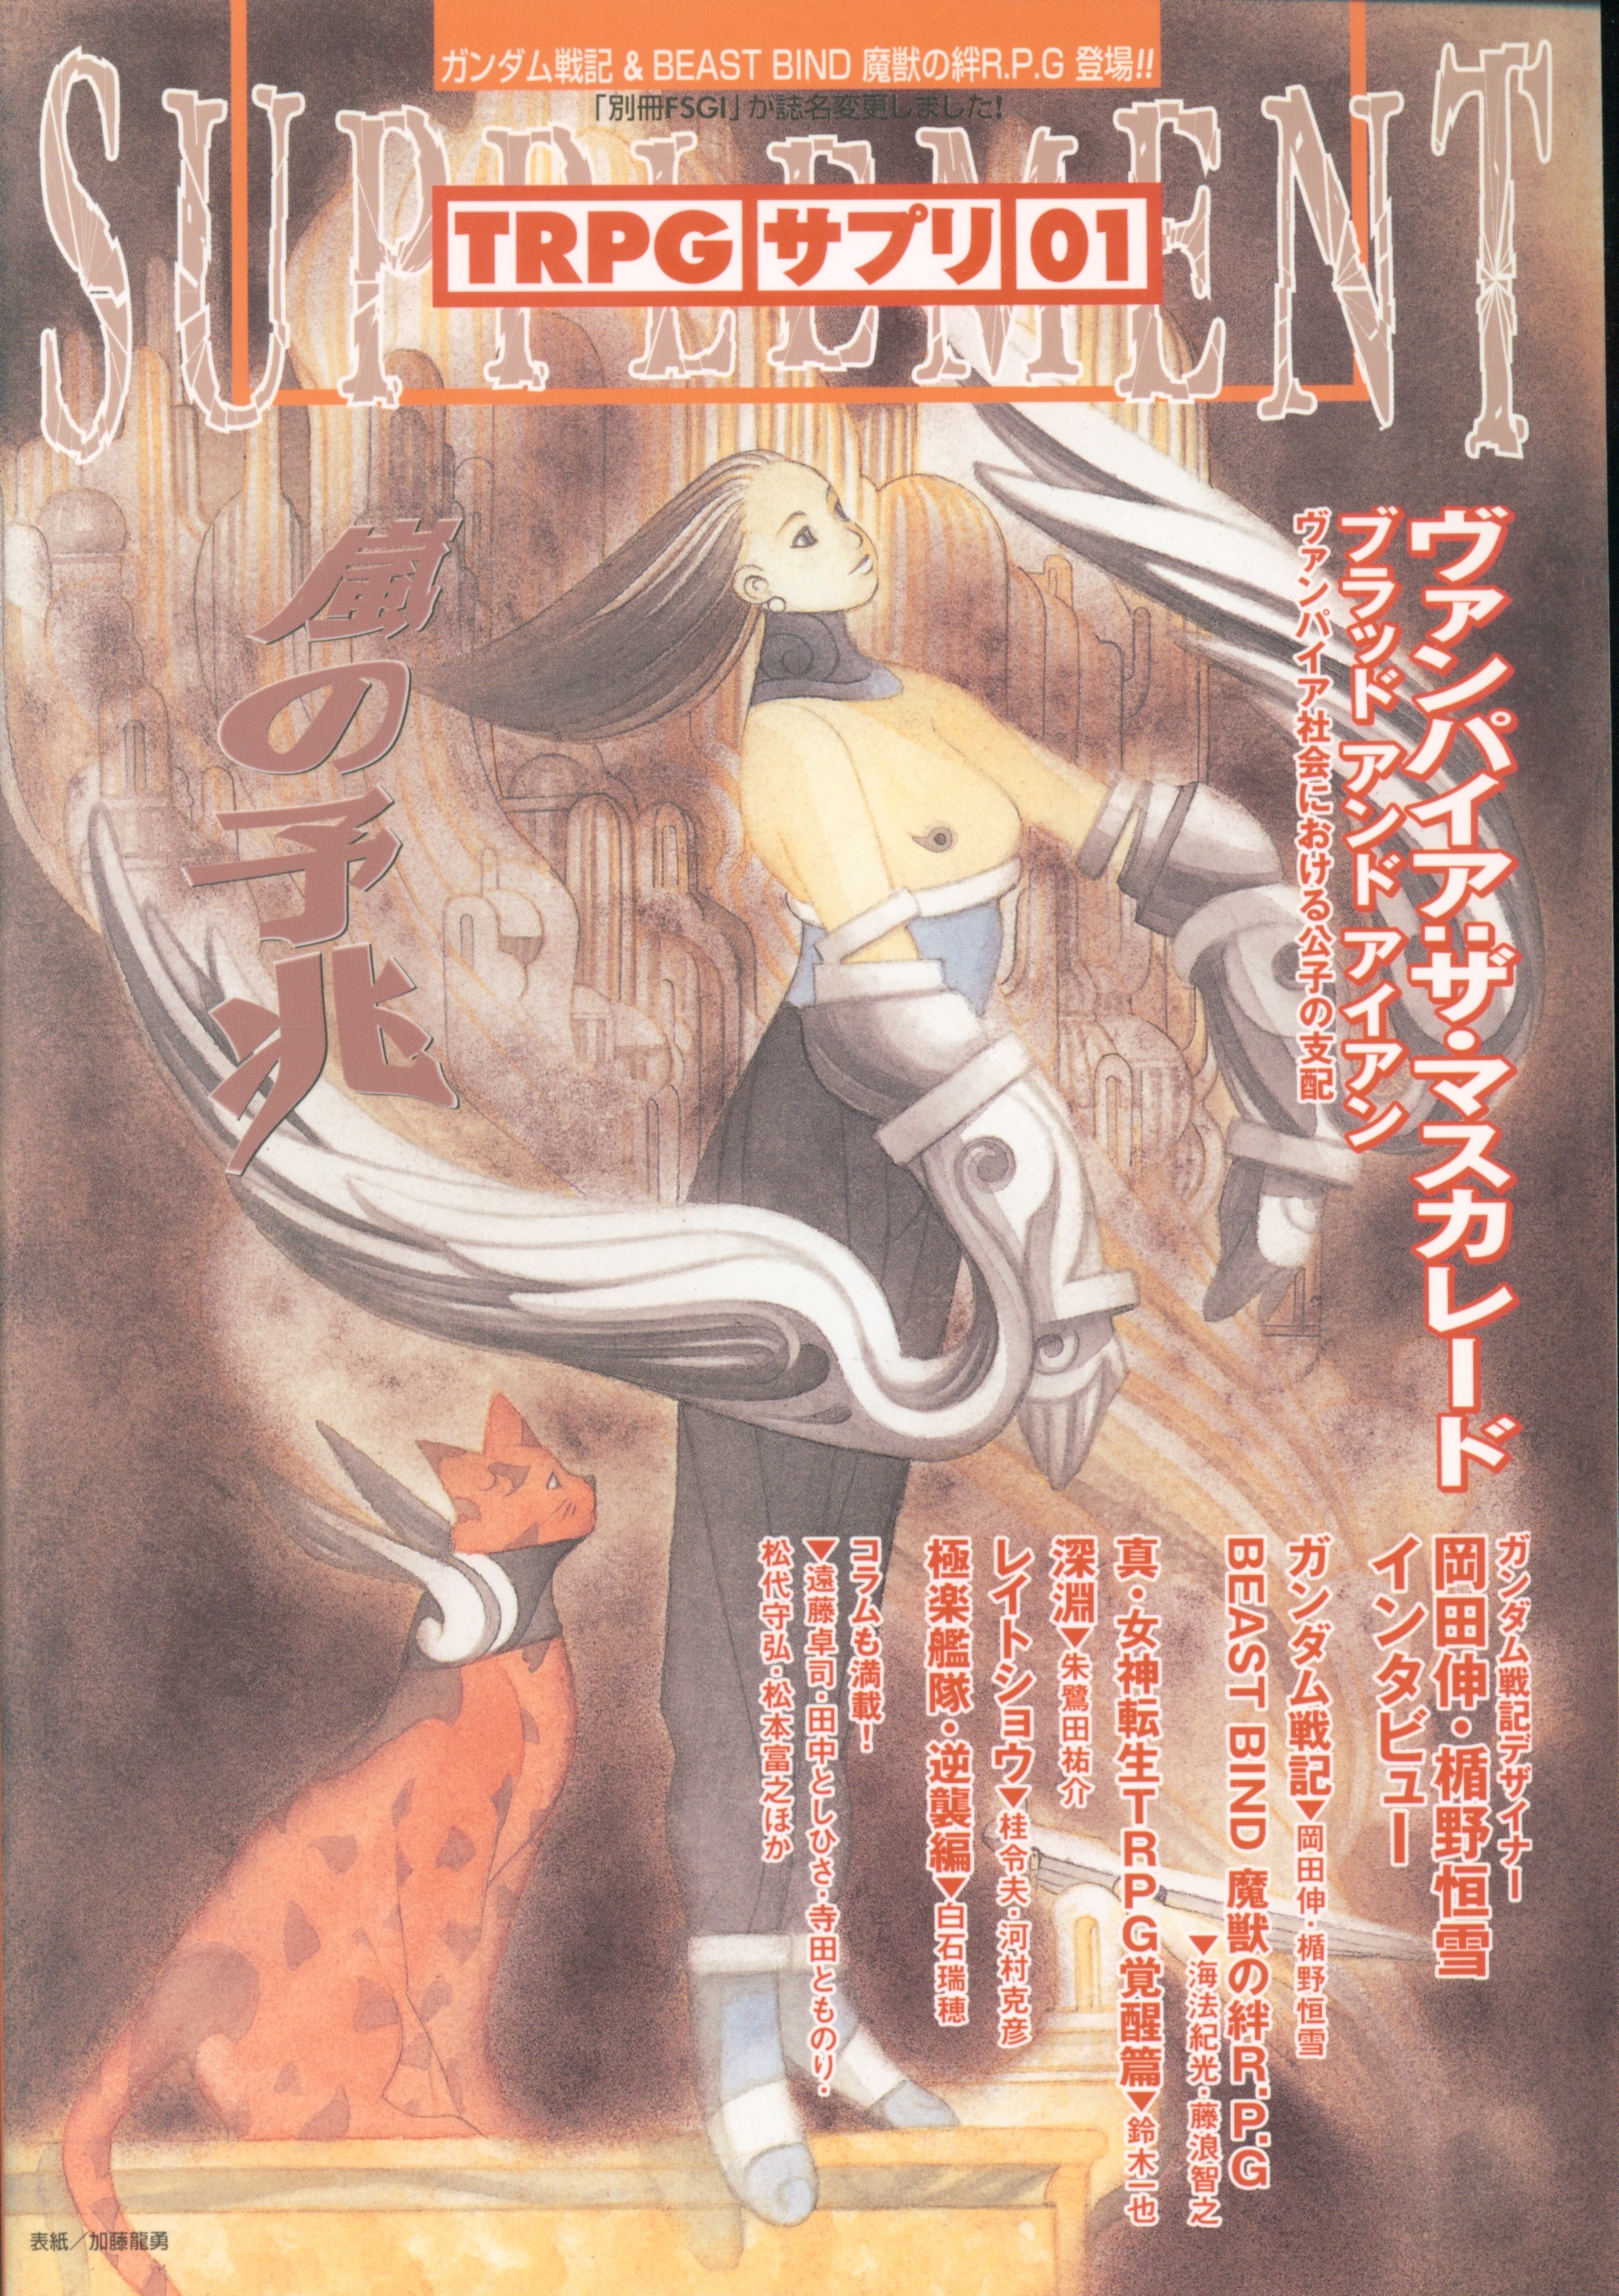 ガンダム戦記 & BEAST BIND 魔獣の絆R.P.G 登場!!
「別冊FSGI」が誌名変更しました!
SUPPLEMENT
TRPG サプリ 01
ヴァンパイア:ザ・マスカレード
ブラッド アンド アイアン
ヴァンパイア社会における公子の支配
嵐の予兆
ガンダム戦記デザイナー
岡田伸・楯野恒雪
インタビュー
ガンダム戦記▼岡田伸・楯野恒雪
BEAST BIND 魔獣の絆R.P.G
▼海法紀光・藤浪智之
真・女神転生TRPG覚醒篇▼鈴木一也
深淵▼朱鷺田祐介
レイトショウ▼桂令夫・河村克彦
極楽艦隊・逆襲編▼白石瑞穂
コラムも満載!
▼遠藤卓司・田中としひさ・寺田とものり・
松代守弘・松本富之ほか
表紙/加藤龍勇